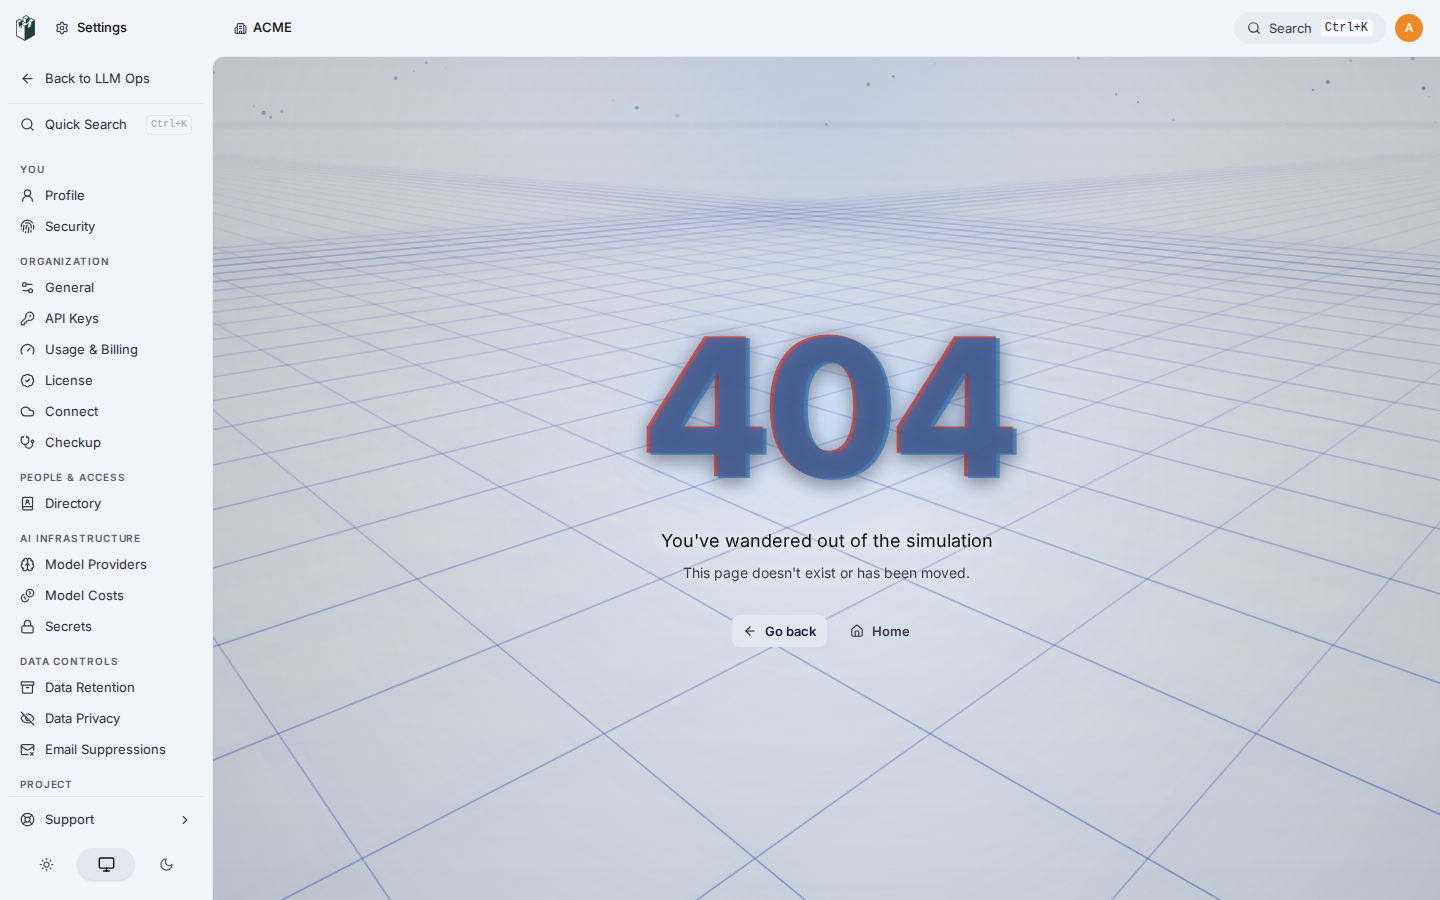 Settings
ACME
Search Ctrl+K
A
Back to LLM Ops
Quick Search Ctrl+K
YOU
Profile
Security
ORGANIZATION
General
API Keys
Usage & Billing
License
Connect
Checkup
PEOPLE & ACCESS
Directory
AI INFRASTRUCTURE
Model Providers
Model Costs
Secrets
DATA CONTROLS
Data Retention
Data Privacy
Email Suppressions
PROJECT
Support
404
You've wandered out of the simulation
This page doesn't exist or has been moved.
Go back
Home